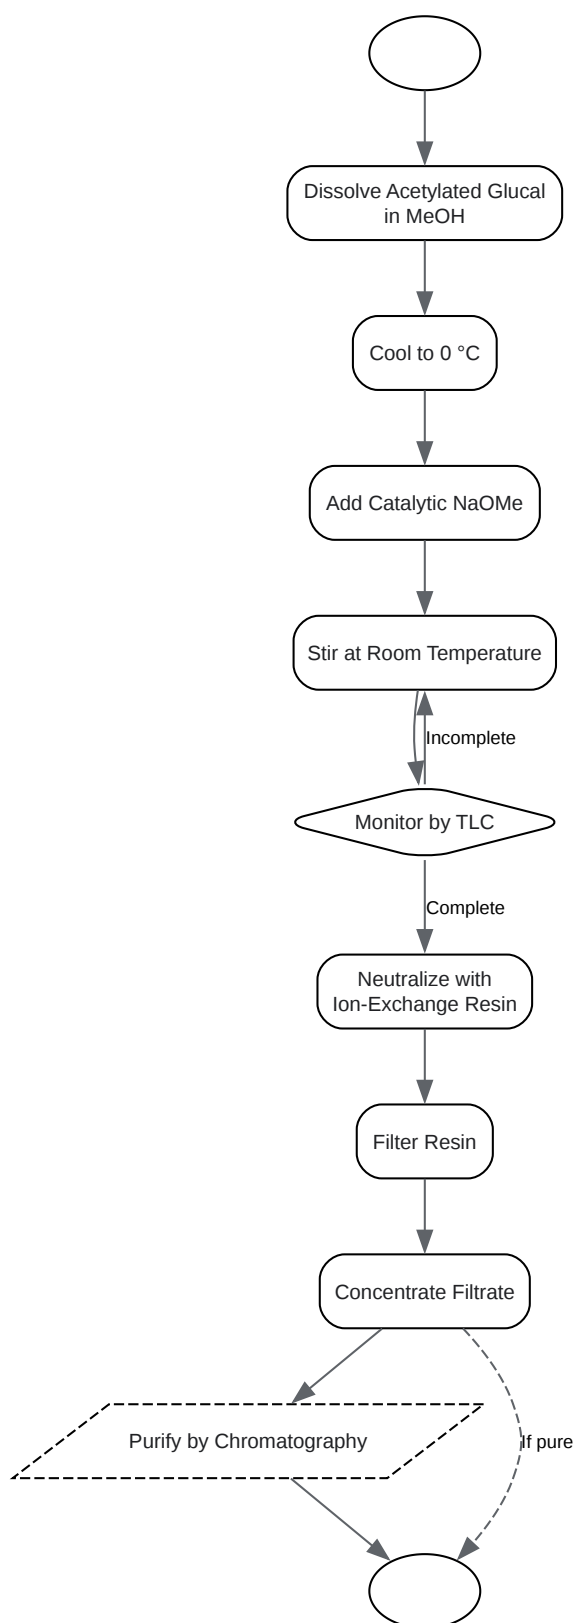 Dissolve Acetylated Glucal
in MeOH
Cool to 0 °C
Add Catalytic NaOMe
Stir at Room Temperature
Incomplete
Monitor by TLC
Complete
Neutralize with
Ion-Exchange Resin
Filter Resin
Concentrate Filtrate
Purify by Chromatography
If pure